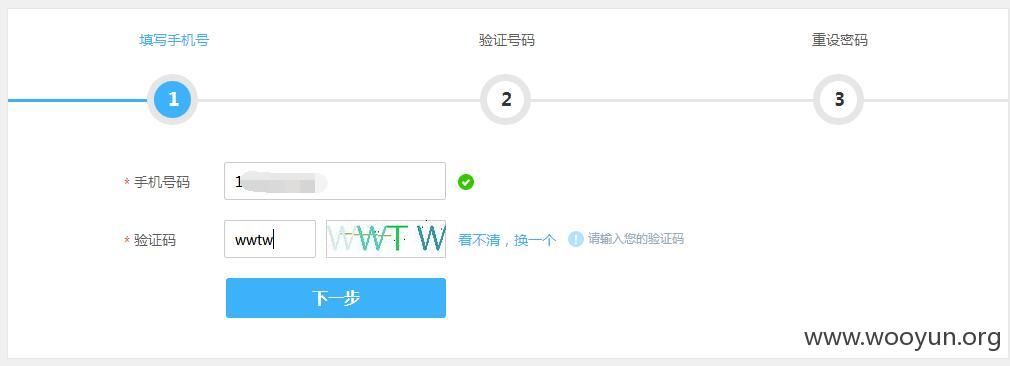 填写手机号 验证号码 重设密码
1 2 3
* 手机号码 1
* 验证码 wwtw WWTW 看不清，换一个 请输入您的验证码
下一步
www.wooyun.org